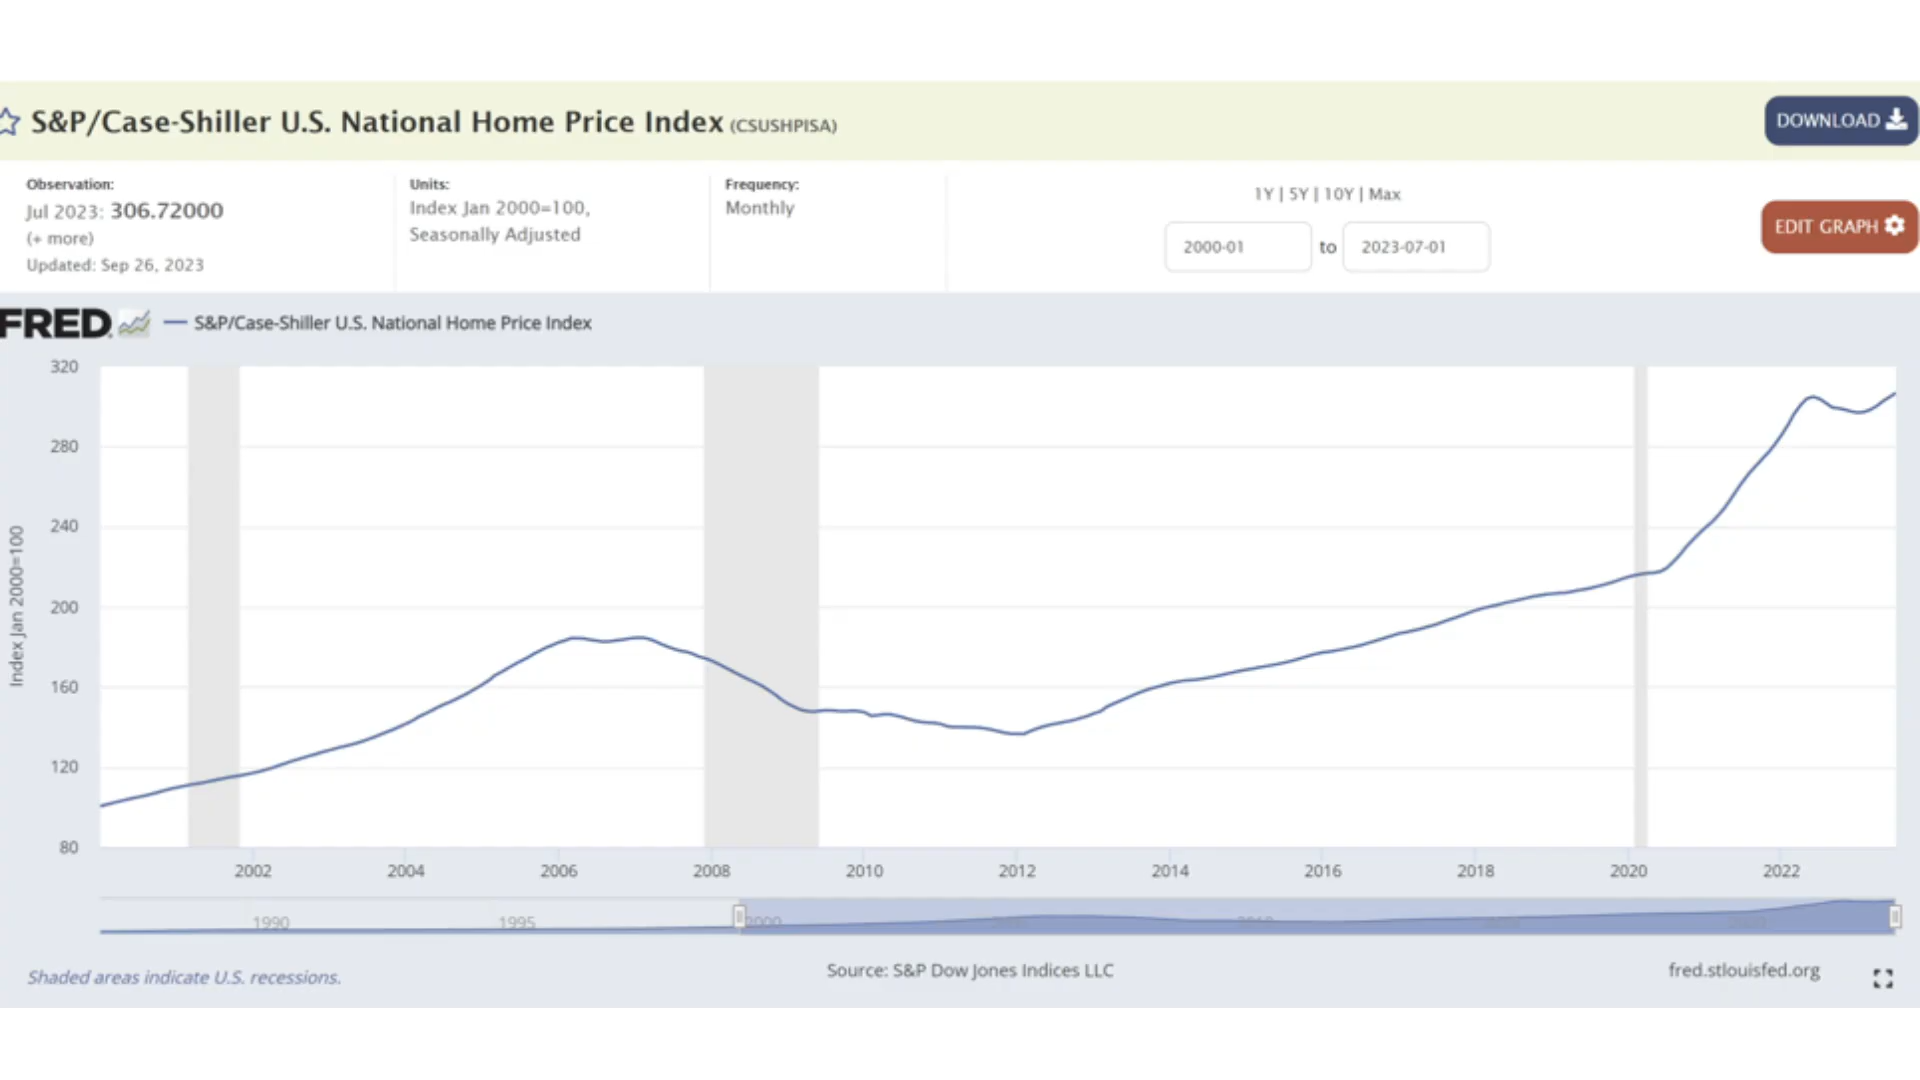 S&P/Case-Shiller U.S. National Home Price Index (CSUSHPISA)
DOWNLOAD
Observation:
Jul 2023: 306.72000
(+ more)
Updated: Sep 26, 2023
Units:
Index Jan 2000=100,
Seasonally Adjusted
Frequency:
Monthly
1Y | 5Y | 10Y | Max
2000-01 to 2023-07-01
EDIT GRAPH
FRED
S&P/Case-Shiller U.S. National Home Price Index
Index Jan 2000=100
320
280
240
200
160
120
80
2002 2004 2006 2008 2010 2012 2014 2016 2018 2020 2022
1990 1995 2000
Shaded areas indicate U.S. recessions.
Source: S&P Dow Jones Indices LLC
fred.stlouisfed.org